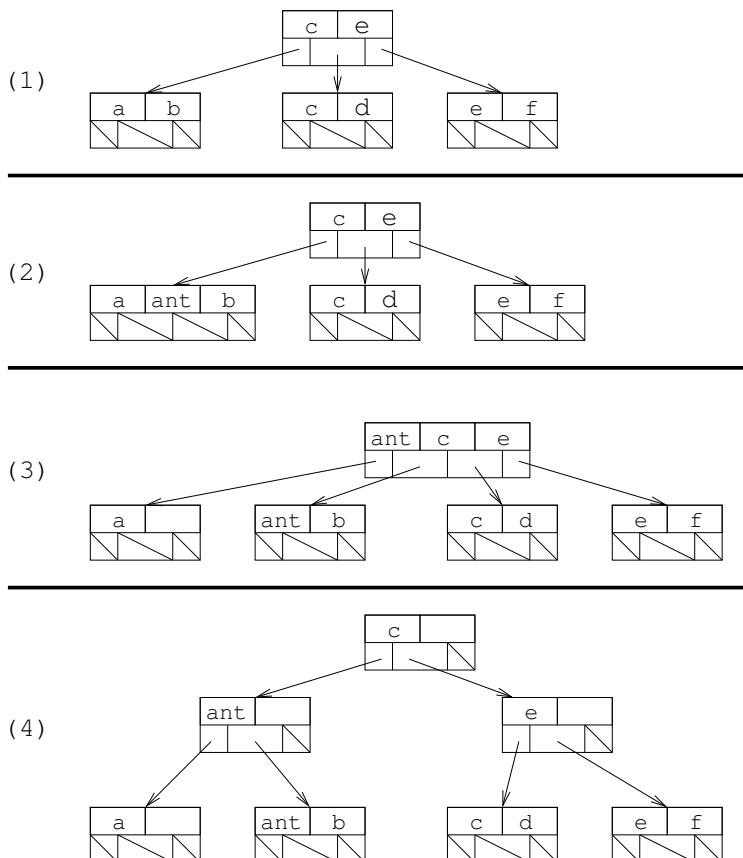 c e
(1)
a b c d e f
c e
(2)
a ant b c d e f
ant c e
(3)
a ant b c d e f
c
ant e
(4)
a ant b c d e f